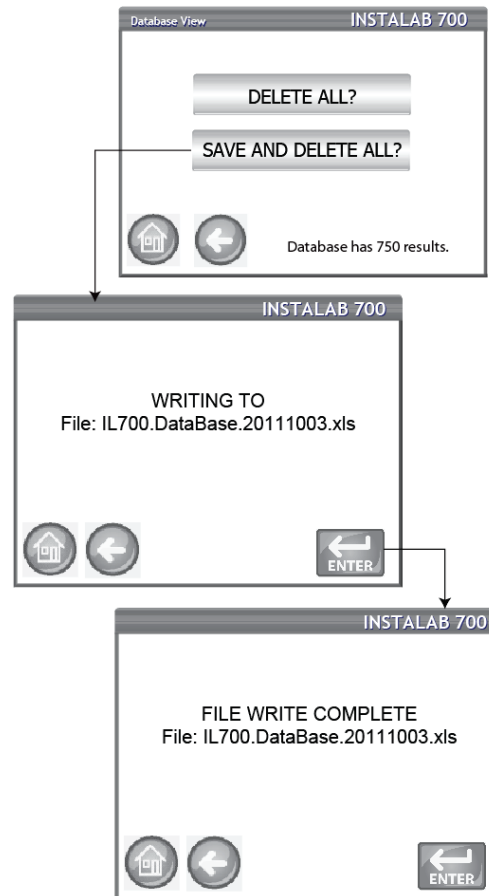 Database View INSTALAB 700
DELETE ALL?
SAVE AND DELETE ALL?
Database has 750 results.
INSTALAB 700
WRITING TO
File: IL700.DataBase.20111003.xls
ENTER
INSTALAB 700
FILE WRITE COMPLETE
File: IL700.DataBase.20111003.xls
ENTER